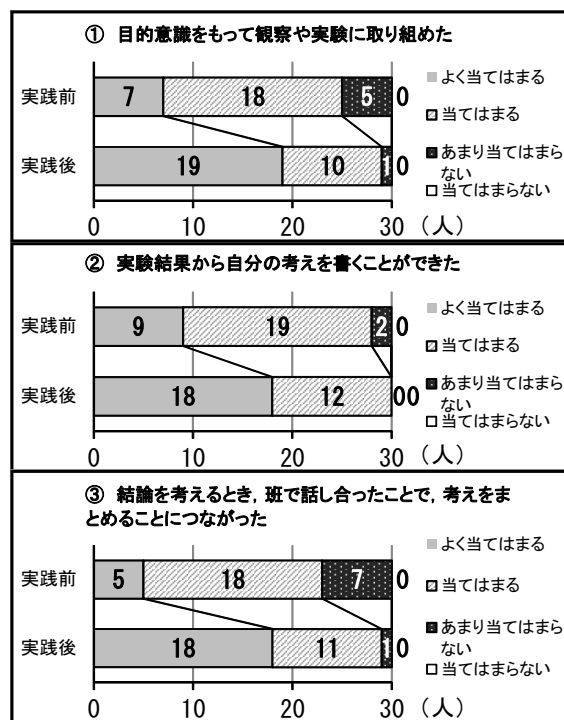 ① 目的意識をもって観察や実験に取り組めた
実践前 7 18 5 0
実践後 19 10 1 0
0 10 20 30 (人)
よく当てはまる
当てはまる
あまり当てはまら
ない
当てはまらない
② 実験結果から自分の考えを書くことができた
実践前 9 19 2 0
実践後 18 12 0 0
0 10 20 30 (人)
よく当てはまる
当てはまる
あまり当てはまら
ない
当てはまらない
③ 結論を考えるとき，班で話し合ったことで，考えをま
とめることにつながった
実践前 5 18 7 0
実践後 18 11 1 0
0 10 20 30 (人)
よく当てはまる
当てはまる
あまり当てはまら
ない
当てはまらない